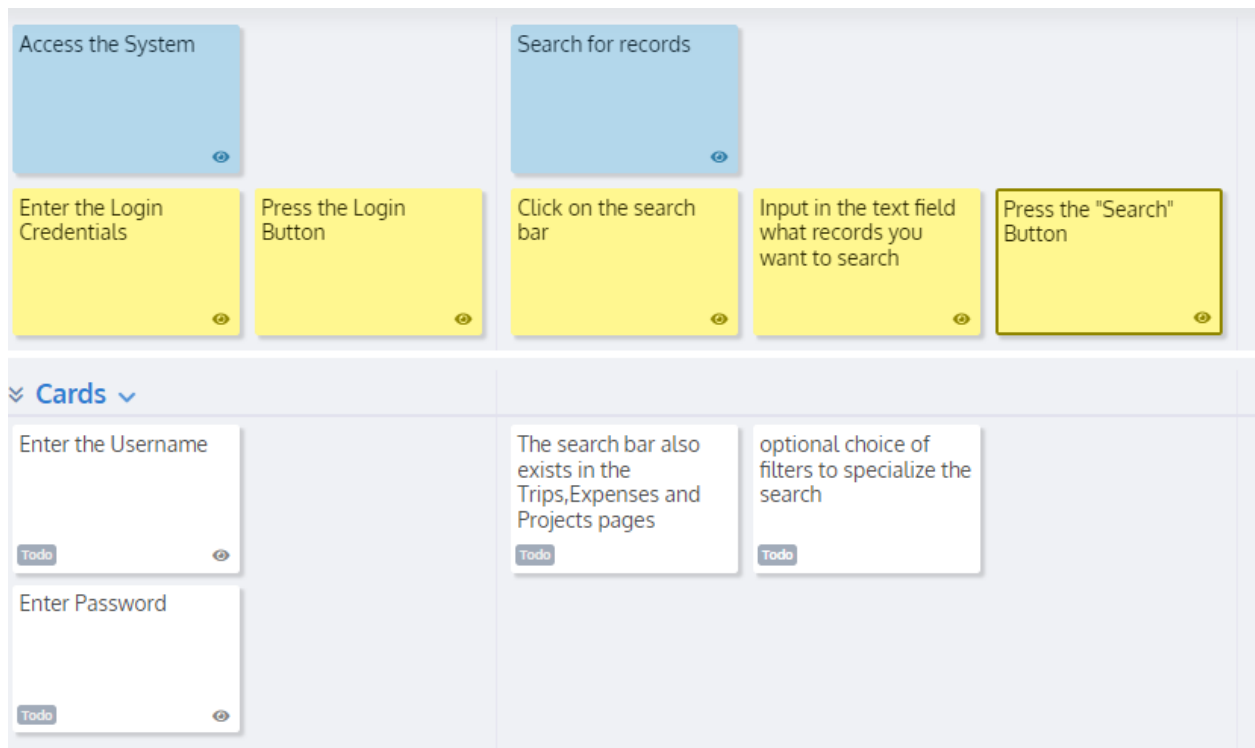 Access the System
Search for records
Enter the Login
Credentials
Press the Login
Button
Click on the search
bar
Input in the text field
what records you
want to search
Press the "Search"
Button
Cards
Enter the Username
Todo
The search bar also
exists in the
Trips,Expenses and
Projects pages
Todo
optional choice of
filters to specialize the
search
Todo
Enter Password
Todo